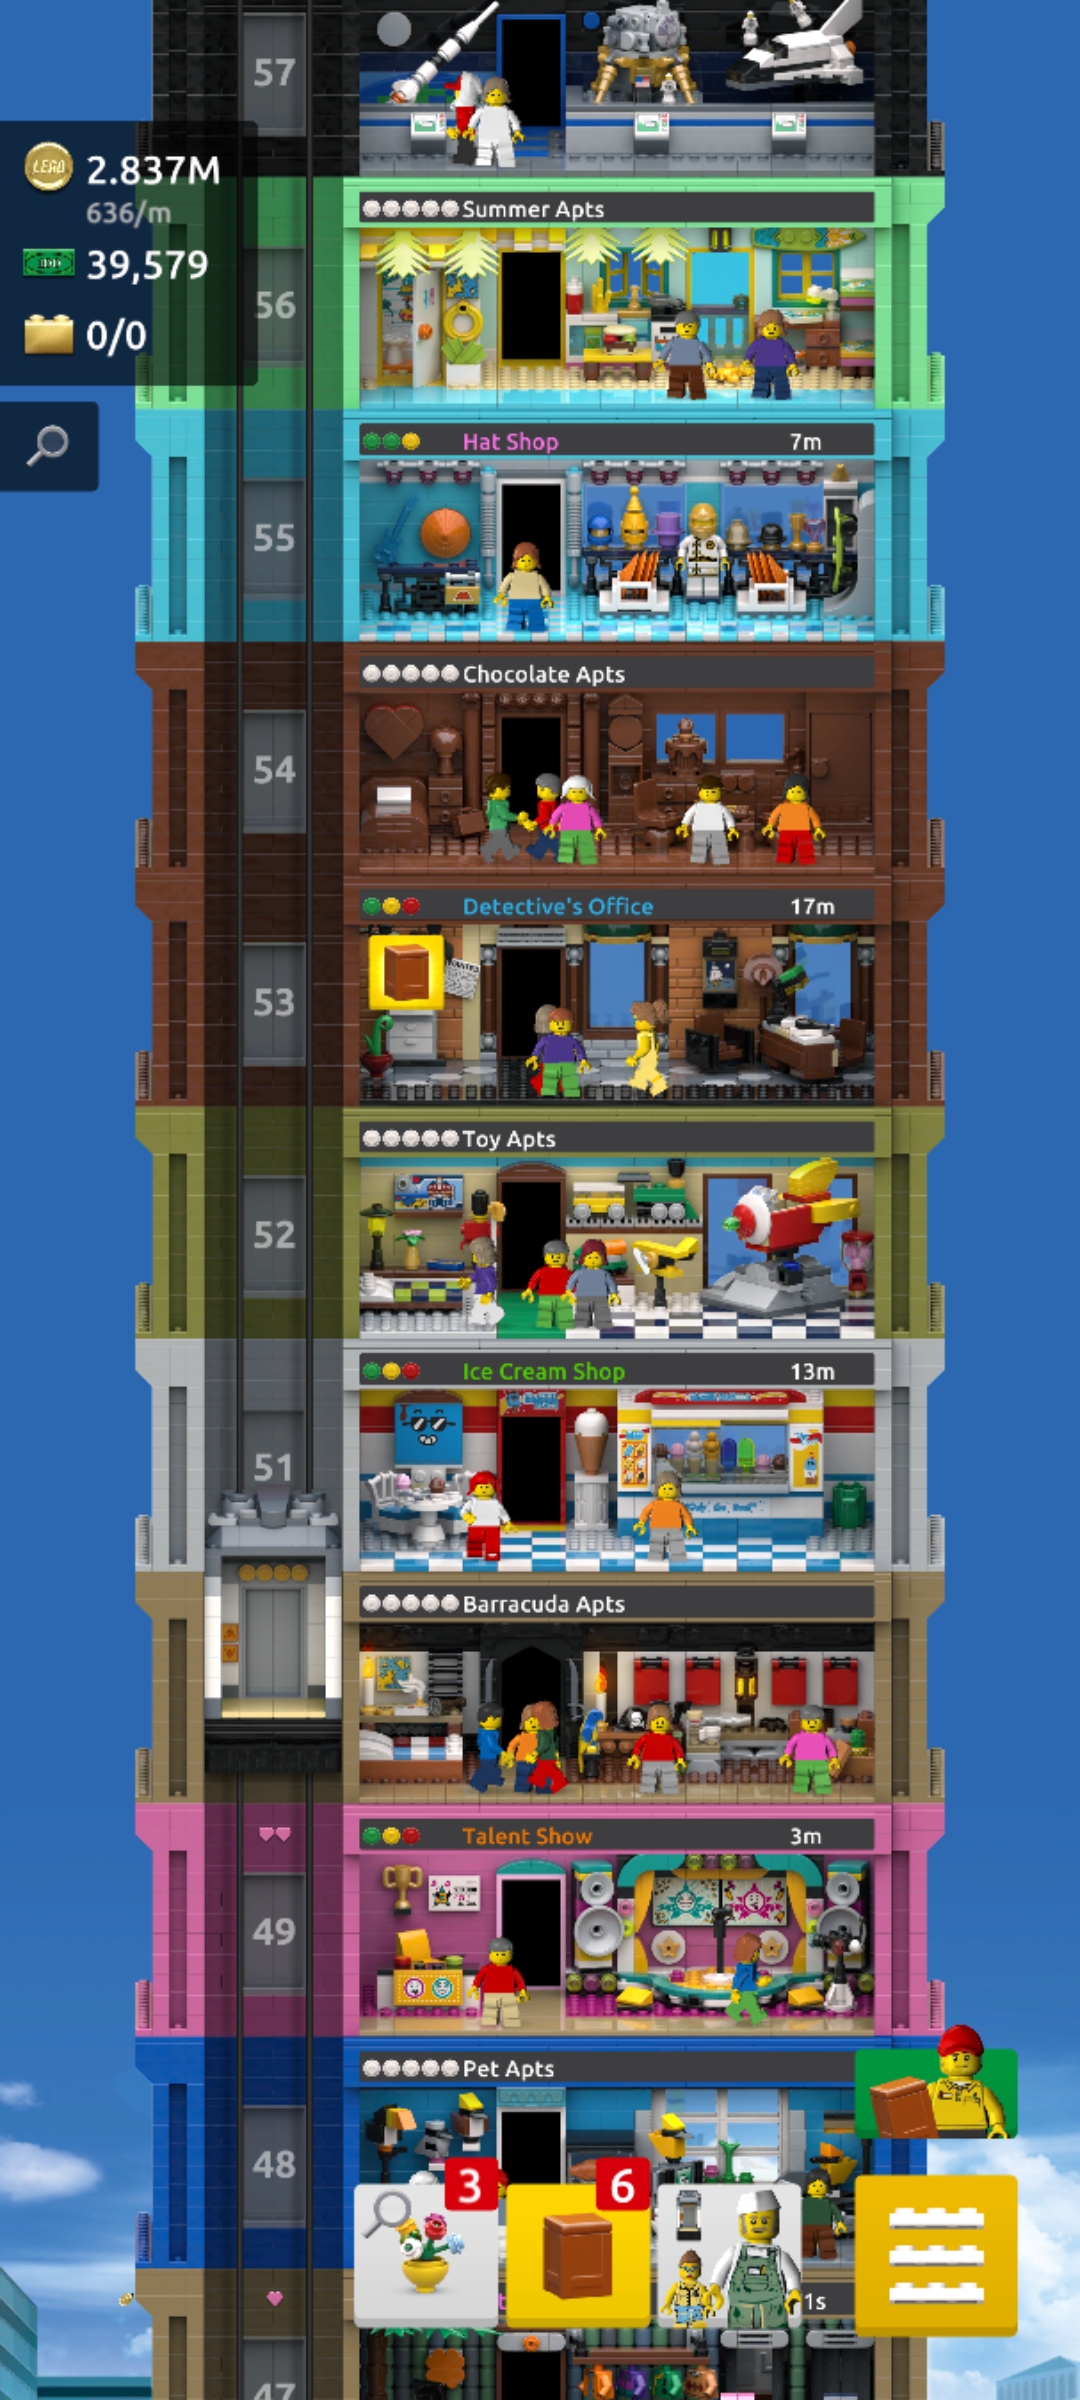 57
LEGO
2.837M
636/m
39,579
0/0
Summer Apts
56
Hat Shop 7m
55
Chocolate Apts
54
Detective's Office 17m
53
Toy Apts
52
Ice Cream Shop 13m
51
Barracuda Apts
Talent Show 3m
49
Pet Apts
48
3
6
1s
47